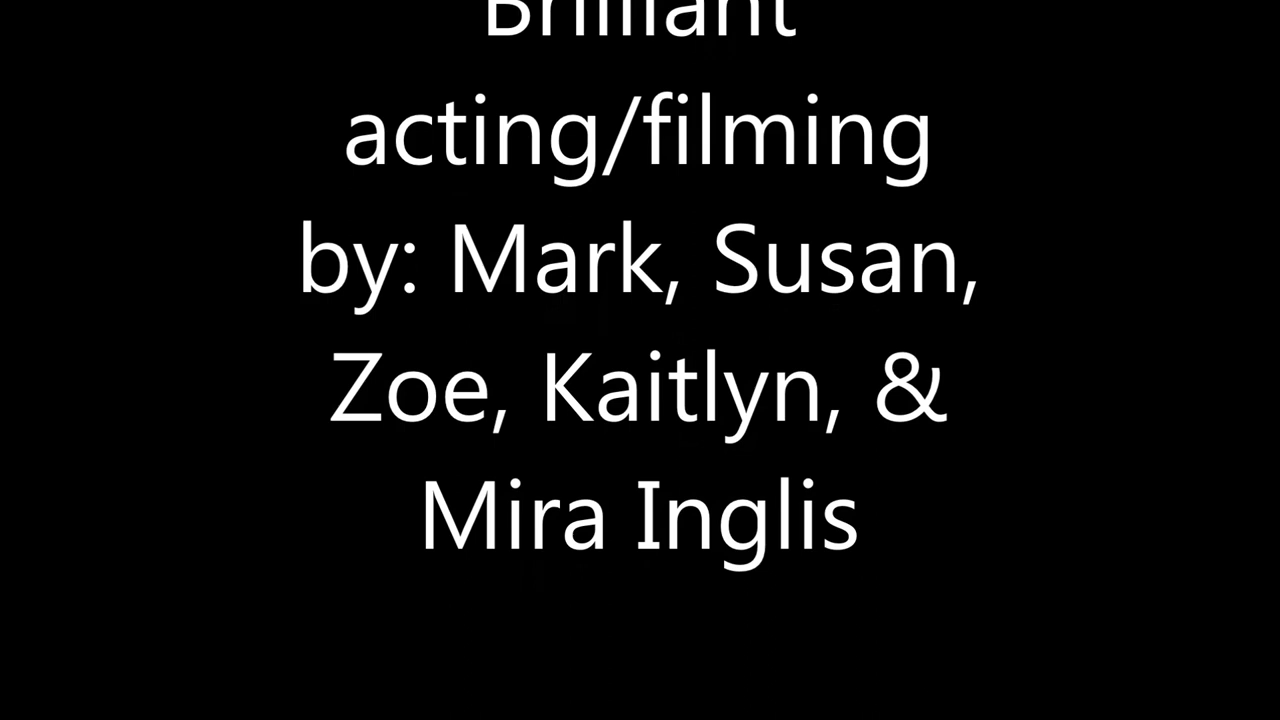 Brilliant
acting/filming
by: Mark, Susan,
Zoe, Kaitlyn, &
Mira Inglis